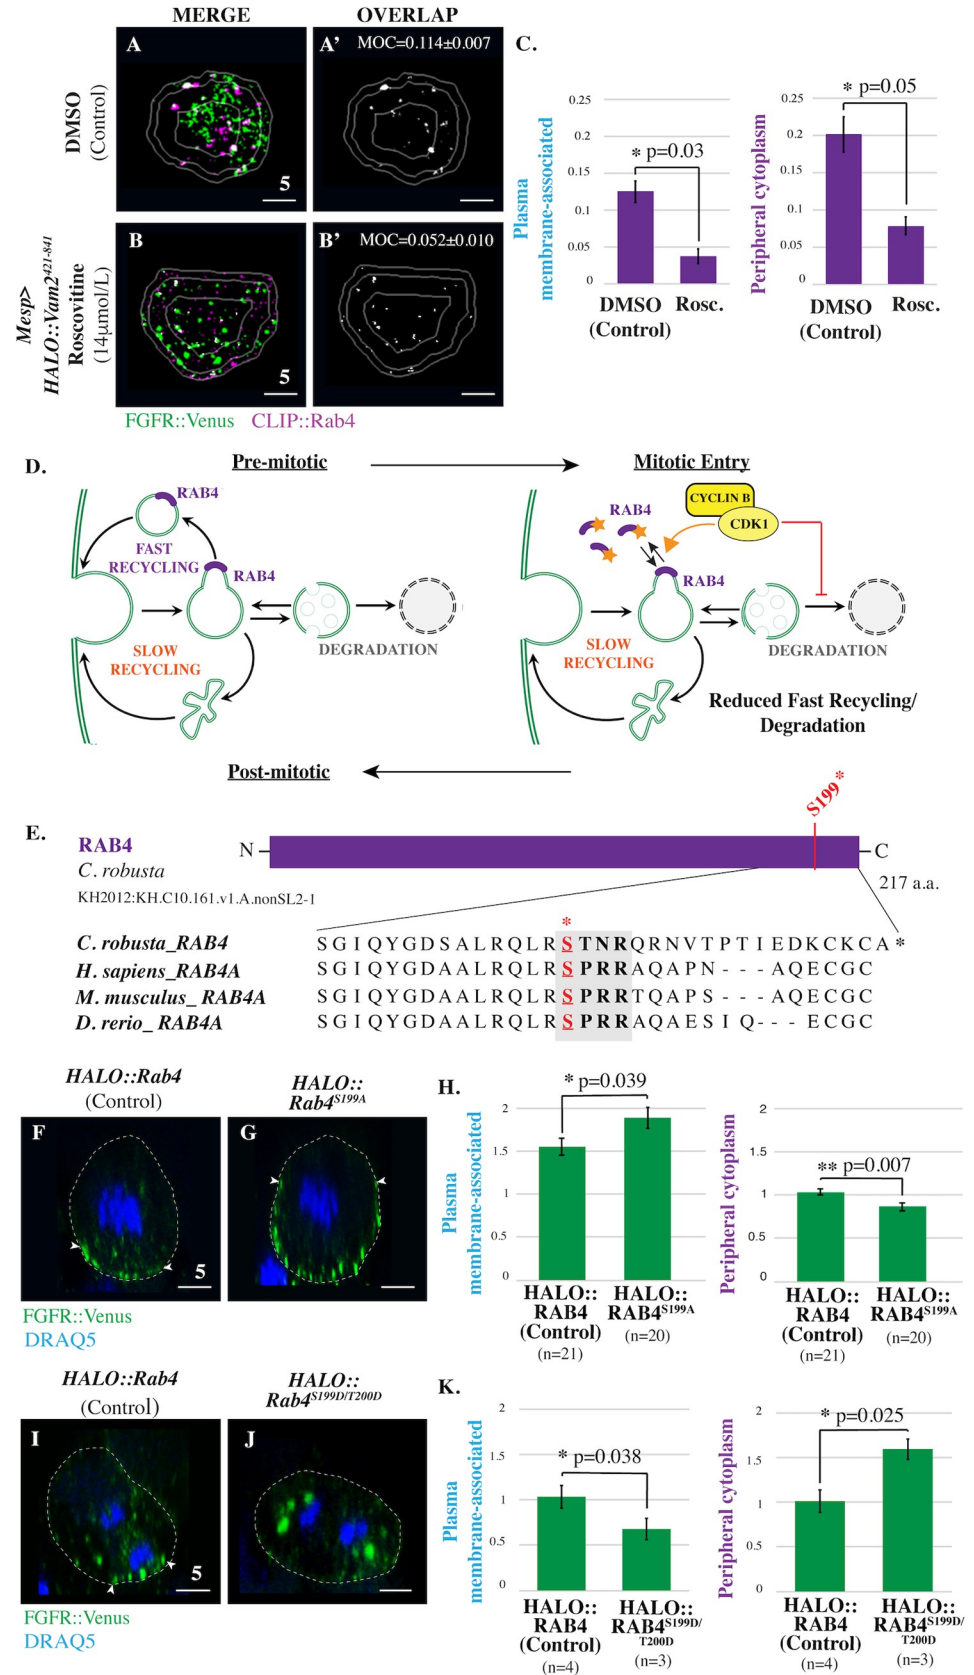 MERGE OVERLAP
A A’ MOC=0.114±0.007
DMSO
(Control)
5
B B’ MOC=0.052±0.010
Mesp>
HALO::Vam2421-841
Roscovitine
(14μmol/L)
5
FGFR::Venus CLIP::Rab4
C.
Plasma
membrane-associated
0.25
0.2
0.15
0.1
0.05
0
* p=0.03
DMSO
(Control)
Rosc.
Peripheral cytoplasm
0.25
0.2
0.15
0.1
0.05
0
* p=0.05
DMSO
(Control)
Rosc.
D.
Pre-mitotic
Mitotic Entry
RAB4
FAST
RECYCLING
RAB4
SLOW
RECYCLING
DEGRADATION
CYCLIN B
CDK1
RAB4
RAB4
SLOW
RECYCLING
DEGRADATION
Reduced Fast Recycling/
Degradation
Post-mitotic
E.
S199*
RAB4
N C
C. robusta
217 a.a.
KH2012:KH.C10.161.v1.A.nonSL2-1
*
C. robusta_RAB4 SGIQYGDSALRQLRSTNRQRNVTPTIEDKCKCA*
H. sapiens_RAB4A SGIQYGDAALRQLRSPRRAQAPN---AQECGC
M. musculus_ RAB4A SGIQYGDAALRQLRSPRRTQAPS---AQECGC
D. rerio_ RAB4A SGIQYGDAALRQLRSPRRAQAESIQ---ECGC
HALO::Rab4
(Control)
HALO::
Rab4S199A
F G
5
FGFR::Venus
DRAQ5
H.
Plasma
membrane-associated
2
1.5
1
0.5
0
* p=0.039
HALO::
RAB4
(Control)
(n=21)
HALO::
RAB4S199A
(n=20)
Peripheral cytoplasm
2
1.5
1
0.5
0
** p=0.007
HALO::
RAB4
(Control)
(n=21)
HALO::
RAB4S199A
(n=20)
HALO::Rab4
(Control)
HALO::
Rab4S199D/T200D
I J
5
FGFR::Venus
DRAQ5
K.
Plasma
membrane-associated
2
1.5
1
0.5
0
* p=0.038
HALO::
RAB4
(Control)
(n=4)
HALO::
RAB4S199D/
T200D
(n=3)
Peripheral cytoplasm
2
1.5
1
0.5
0
* p=0.025
HALO::
RAB4
(Control)
(n=4)
HALO::
RAB4S199D/
T200D
(n=3)